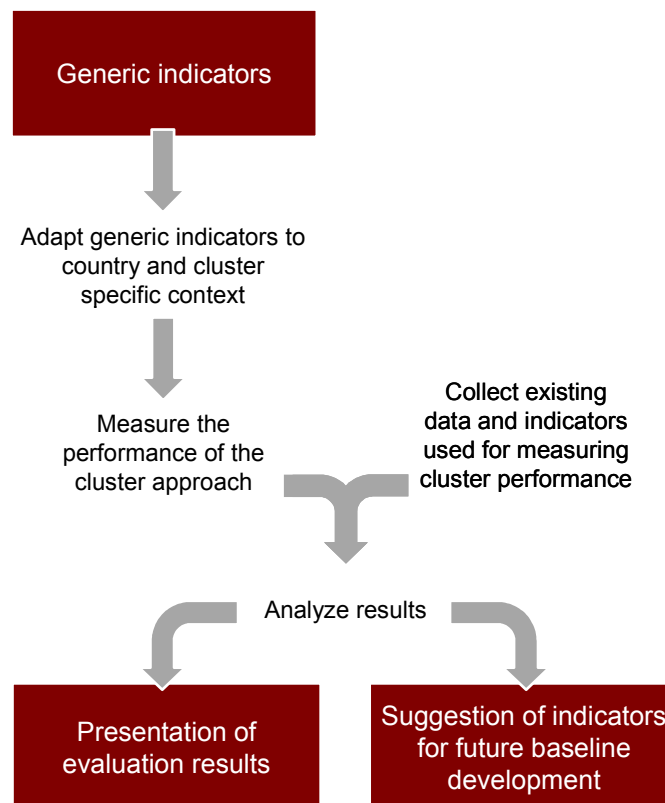 Generic indicators
Adapt generic indicators to
country and cluster
specific context
Measure the
performance of the
cluster approach
Collect existing
data and indicators
used for measuring
cluster performance
Analyze results
Presentation of
evaluation results
Suggestion of indicators
for future baseline
development